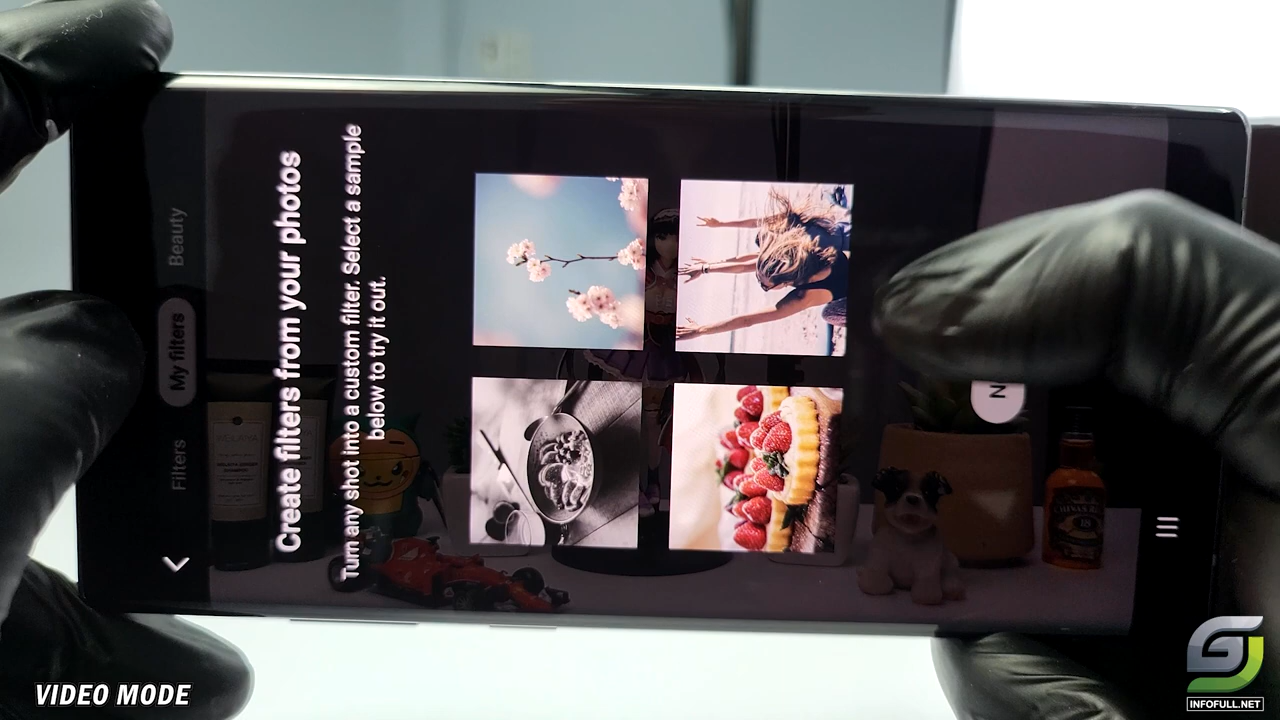 Filters
My filters
Beauty
Create filters from your photos
Turn any shot into a custom filter. Select a sample
below to try it out.
N
18
VIDEO MODE
INFOFULL.NET